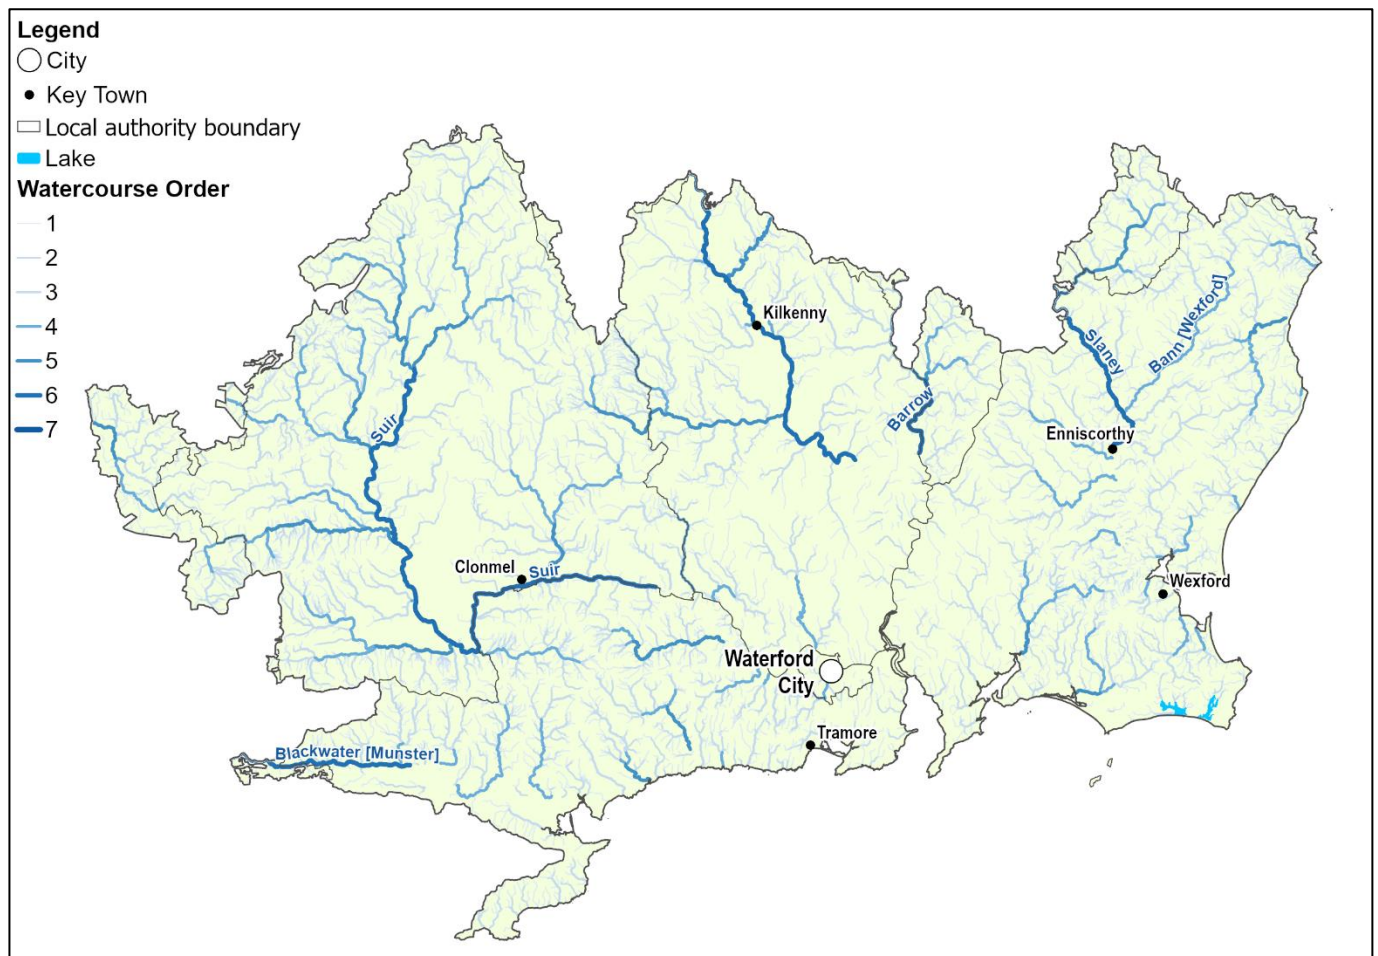 Legend
City
Key Town
Local authority boundary
Lake
Watercourse Order
1
2
3
4
5
6
7
Kilkenny
Slaney
Bann [Wexford]
Barrow
Suir
Enniscorthy
Clonmel
Suir
Wexford
Waterford
City
Tramore
Blackwater [Munster]